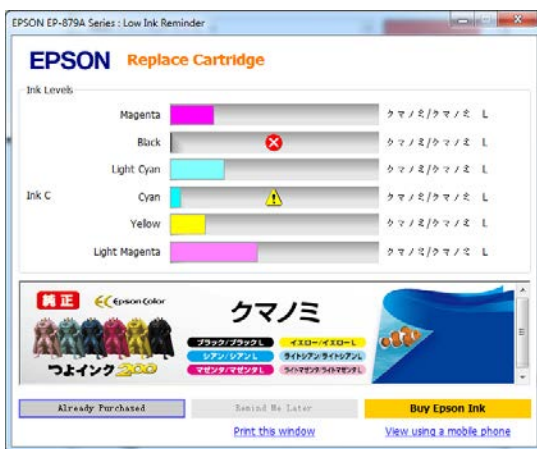 EPSON EP-879A Series : Low Ink Reminder
EPSON Replace Cartridge
Ink Levels
Magenta クマノミ/クマノミ L
Black クマノミ/クマノミ L
Light Cyan クマノミ/クマノミ L
Ink C Cyan クマノミ/クマノミ L
Yellow クマノミ/クマノミ L
Light Magenta クマノミ/クマノミ L
純正 Epson Color
クマノミ
ブラック/ブラックL イエロー/イエローL
シアン/シアンL ライトシアン/ライトシアンL
マゼンタ/マゼンタL ライトマゼンタ/ライトマゼンタL
つよインク200
Already Purchased Remind Me Later Buy Epson Ink
Print this window View using a mobile phone